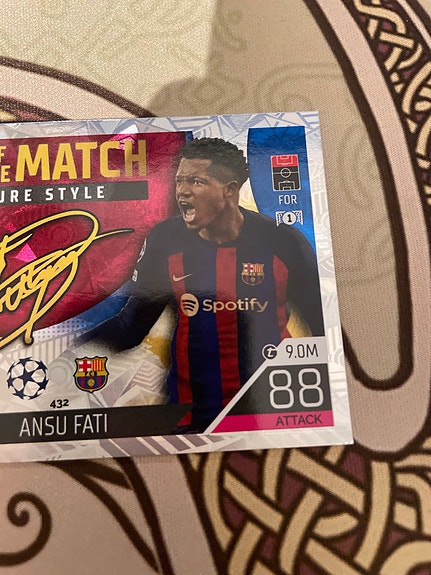 F
E MATCH
URE STYLE
FOR
1
Spotify
9.0M
88
ATTACK
432
ANSU FATI